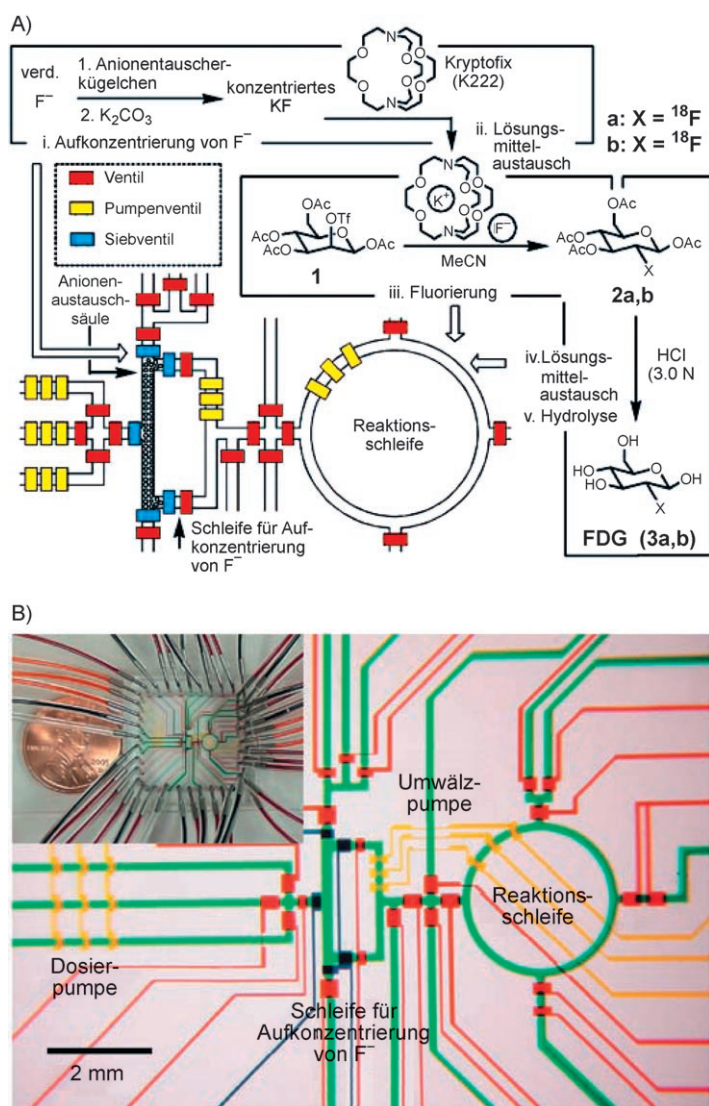 A)
verd.
F⁻
1. Anionentauscher-
kügelchen
2. K₂CO₃
konzentriertes
KF
Kryptofix
(K222)
i. Aufkonzentrierung von F⁻
ii. Lösungs-
mittel-
austausch
a: X = ¹⁸F
b: X = ¹⁸F
Ventil
Pumpenventil
Siebventil
OAc
OTf
AcO
AcO
OAc
1
N
O
O
O
O
O
O
N
K⁺
F⁻
MeCN
OAc
AcO
AcO
OAc
X
2a,b
iii. Fluorierung
Anionen-
austausch-
säule
iv.Lösungs-
mittel-
austausch
v. Hydrolyse
HCl
(3.0 N
Reaktions-
schleife
OH
HO
HO
OH
X
FDG (3a,b)
Schleife für Auf-
konzentrierung
von F⁻
B)
Umwälz-
pumpe
Reaktions-
schleife
Dosier-
pumpe
Schleife für
Aufkonzentrierung
von F⁻
2 mm